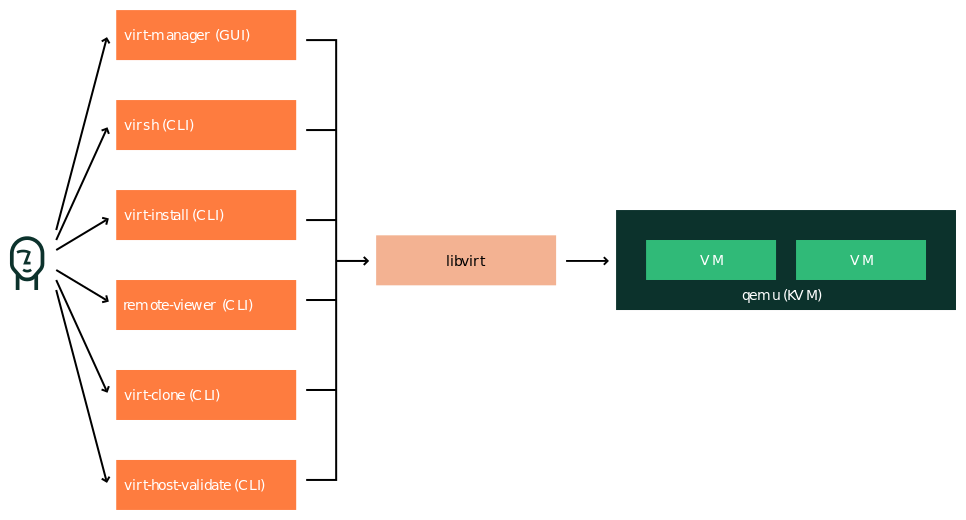 virt-manager (GUI)
virsh (CLI)
virt-install (CLI)
remote-viewer (CLI)
virt-clone (CLI)
virt-host-validate (CLI)
libvirt
VM
VM
qemu (KVM)